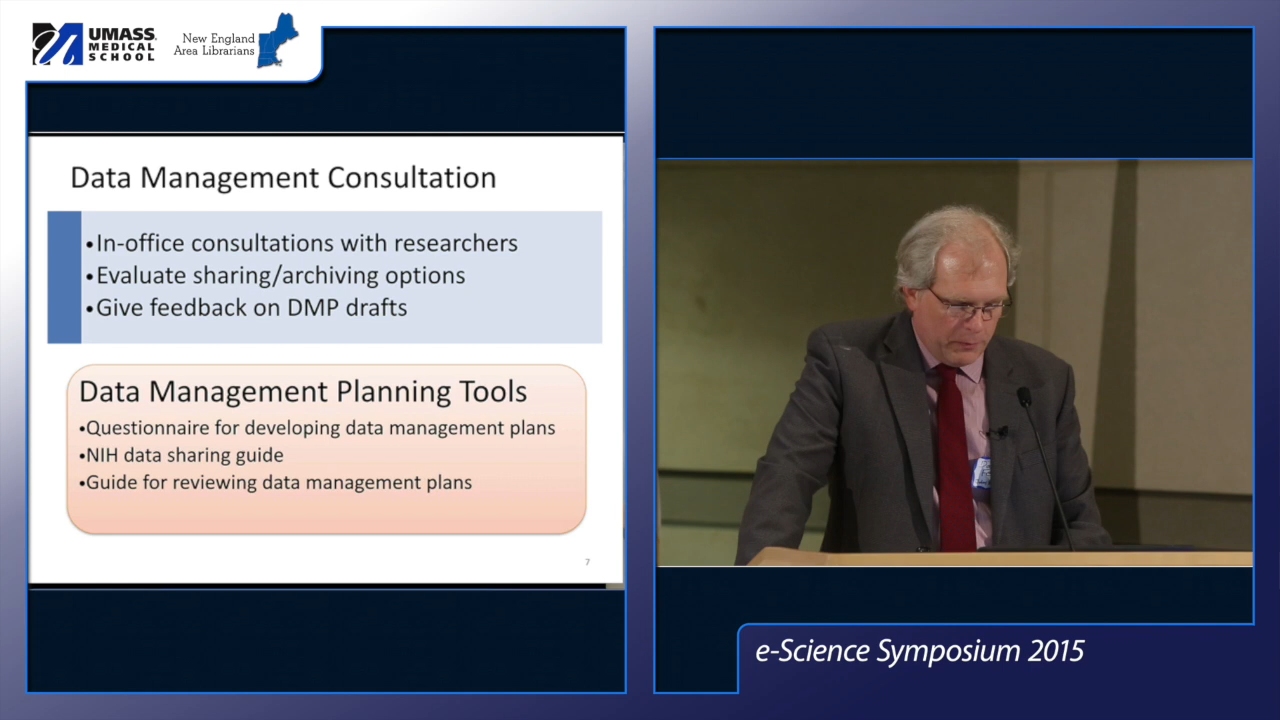 UMASS
MEDICAL
SCHOOL
New England
Area Librarians
Data Management Consultation
•In-office consultations with researchers
•Evaluate sharing/archiving options
•Give feedback on DMP drafts
Data Management Planning Tools
•Questionnaire for developing data management plans
•NIH data sharing guide
•Guide for reviewing data management plans
7
e-Science Symposium 2015